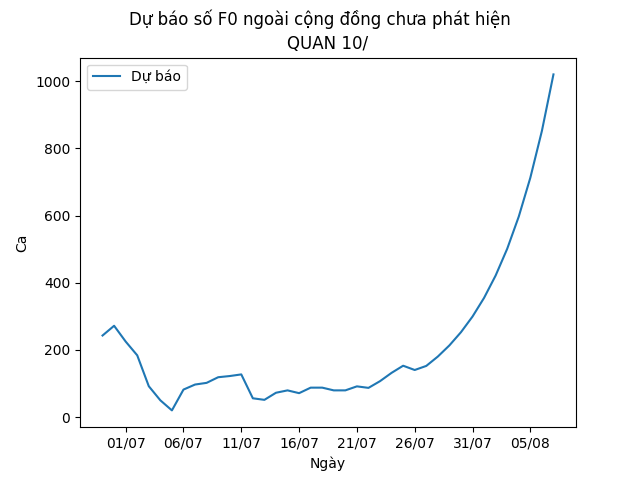 Dự báo số F0 ngoài cộng đồng chưa phát hiện
QUAN 10/
Dự báo
1000
800
600
400
200
0
Ca
01/07 06/07 11/07 16/07 21/07 26/07 31/07 05/08
Ngày